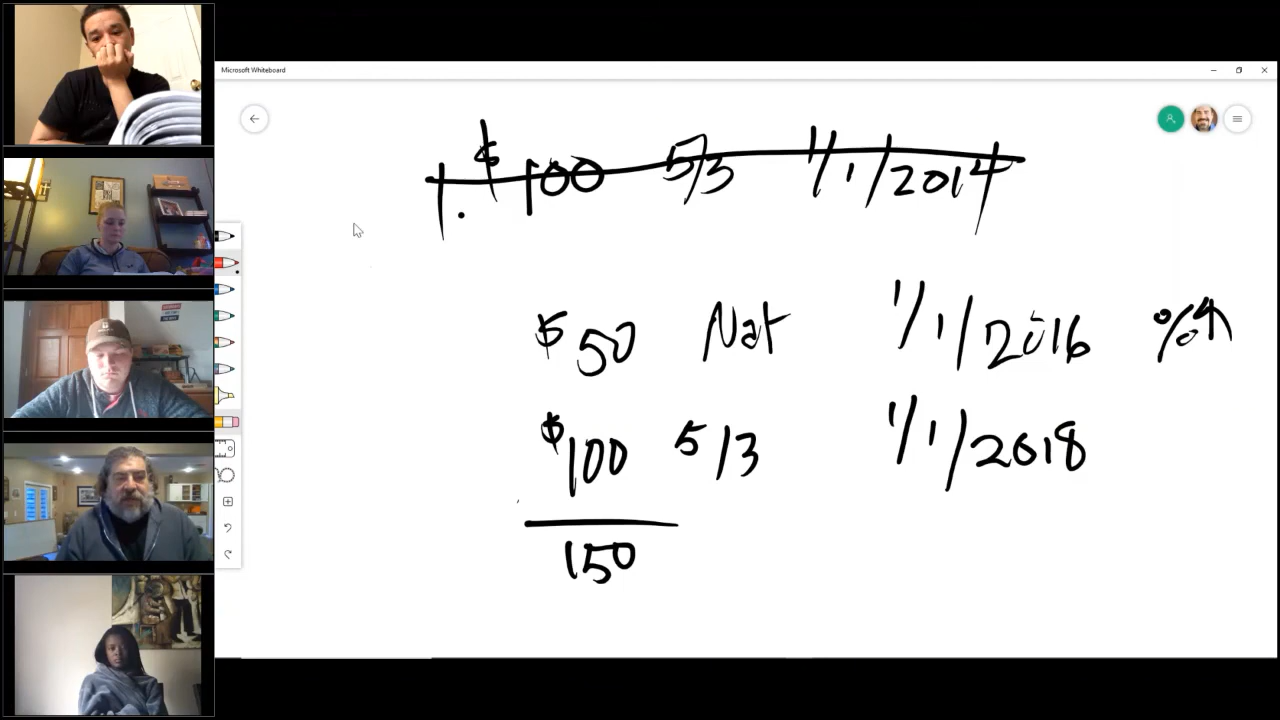 Microsoft Whiteboard
1. $100 5/3 1/1/2014
$50 Nat 1/1/2016 %
$100 5/3 1/1/2018
150